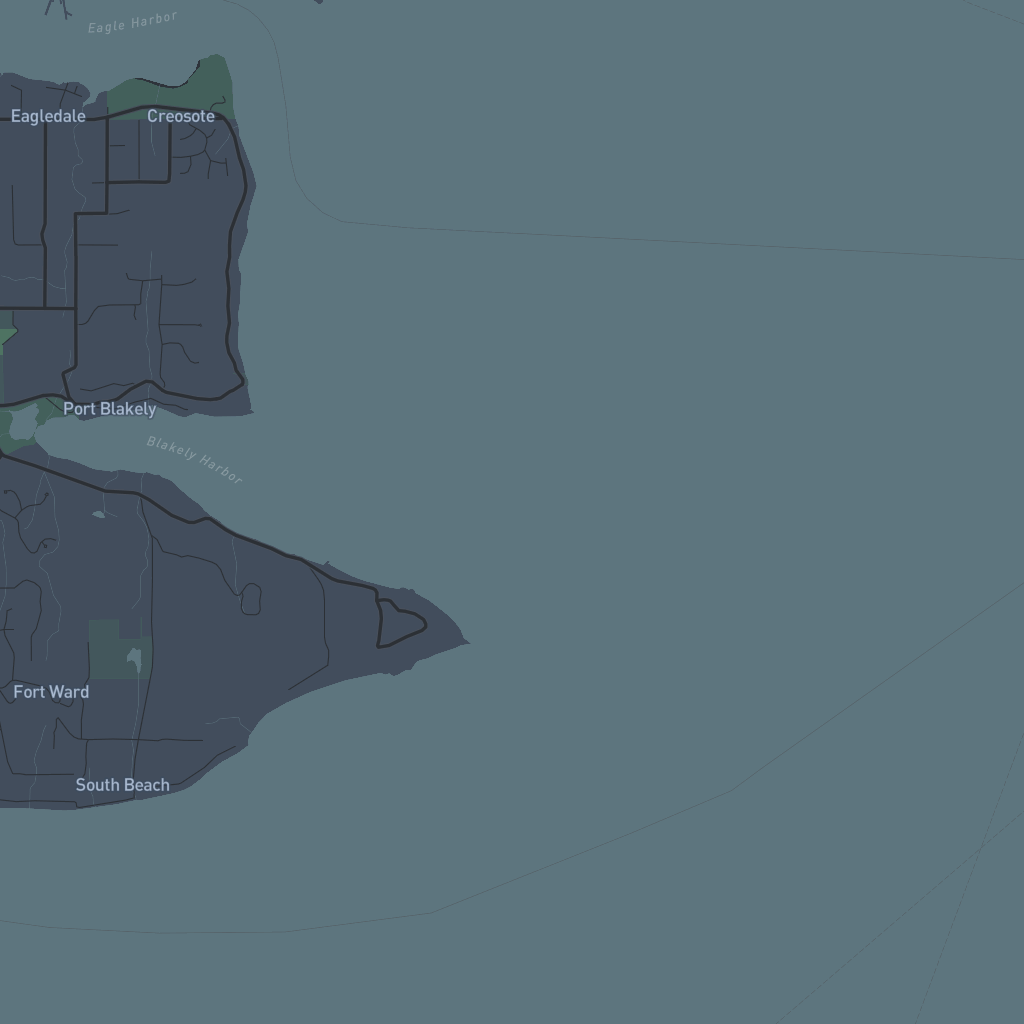 Eagle Harbor
Eagledale
Creosote
Port Blakely
Blakely Harbor
Fort Ward
South Beach